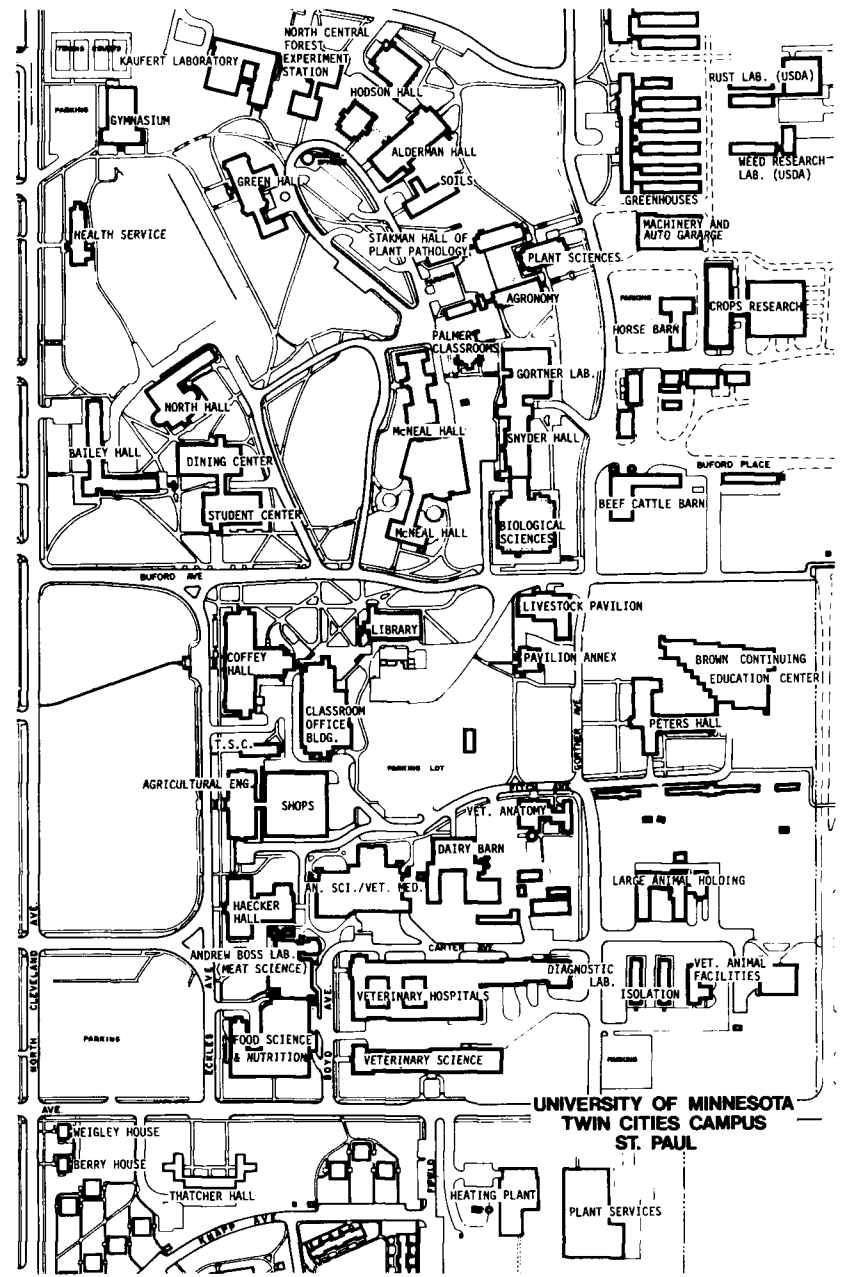 NORTH CENTRAL
FOREST
EXPERIMENT
STATION
TENNIS COURTS
KAUFERT LABORATORY
RUST LAB. (USDA)
HODSON HALL
PARKING
GYMNASIUM
ALDERMAN HALL
WEED RESEARCH
LAB. (USDA)
GREEN HALL
SOILS
GREENHOUSES
HEALTH SERVICE
STAKMAN HALL OF
PLANT PATHOLOGY
MACHINERY AND
AUTO GARARGE
PLANT SCIENCES
AGRONOMY
PARKING
CROPS RESEARCH
HORSE BARN
PALMER
CLASSROOMS
GORTNER LAB.
NORTH HALL
McNEAL HALL
SNYDER HALL
BAILEY HALL
DINING CENTER
BUFORD PLACE
STUDENT CENTER
BEEF CATTLE BARN
McNEAL HALL
BIOLOGICAL
SCIENCES
BUFORD AVE
LIVESTOCK PAVILION
LIBRARY
COFFEY
HALL
PAVILION ANNEX
BROWN CONTINUING
EDUCATION CENTER
CLASSROOM
OFFICE
BLDG.
PETERS HALL
GORTNER AVE
T.S.C.
PARKING LOT
AGRICULTURAL ENG.
FITCH AVE
SHOPS
VET. ANATOMY
DAIRY BARN
AN. SCI./VET. MED.
LARGE ANIMAL HOLDING
HAECKER
HALL
CARTER AVE
ANDREW BOSS LAB.
(MEAT SCIENCE)
DIAGNOSTIC
LAB.
VET. ANIMAL
FACILITIES
NORTH CLEVELAND AVE.
ECKLES AVE
BOYD AVE
VETERINARY HOSPITALS
ISOLATION
PARKING
FOOD SCIENCE
& NUTRITION
VETERINARY SCIENCE
PARKING
UNIVERSITY OF MINNESOTA
TWIN CITIES CAMPUS
ST. PAUL
AVE
WEIGLEY HOUSE
BERRY HOUSE
THATCHER HALL
FIFIELD
HEATING PLANT
PLANT SERVICES
KNAPP AVE